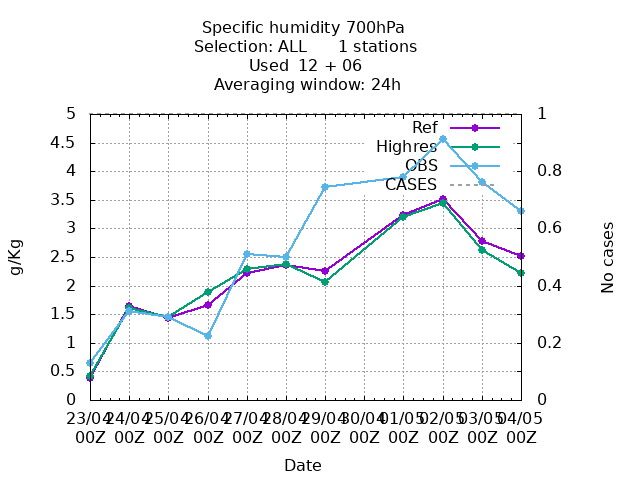 Specific humidity 700hPa
Selection: ALL      1 stations
Used  12 + 06
Averaging window: 24h
5
4.5
4
3.5
3
2.5
2
1.5
1
0.5
0
1
0.8
0.6
0.4
0.2
0
Ref
Highres
OBS
CASES
g/Kg
No cases
23/04 24/04 25/04 26/04 27/04 28/04 29/04 30/04 01/05 02/05 03/05 04/05
00Z 00Z 00Z 00Z 00Z 00Z 00Z 00Z 00Z 00Z 00Z 00Z
Date